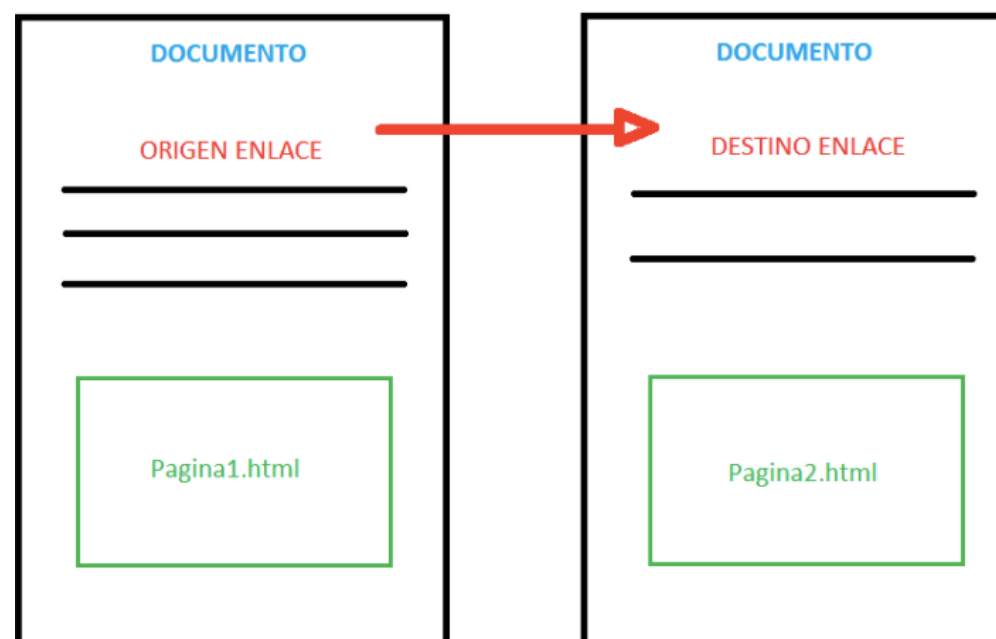 DOCUMENTO
ORIGEN ENLACE
Pagina1.html
DOCUMENTO
DESTINO ENLACE
Pagina2.html